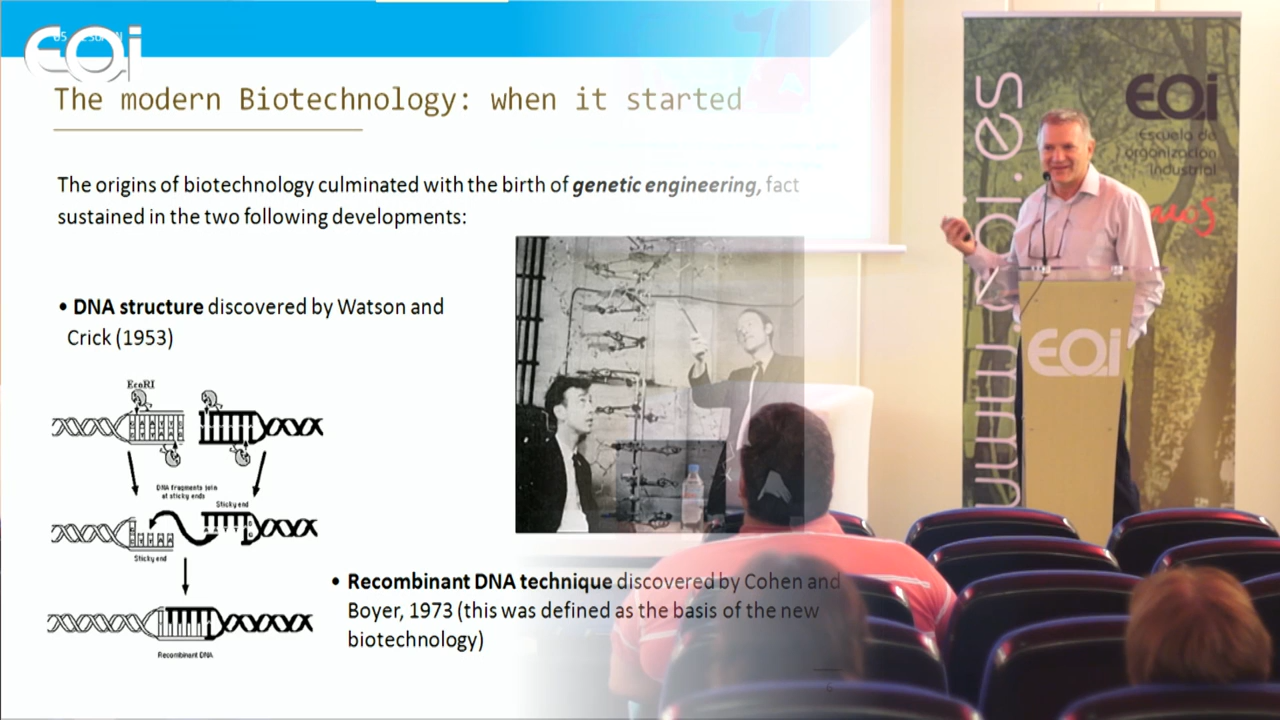 EOi
The modern Biotechnology: when it started
The origins of biotechnology culminated with the birth of genetic engineering, fact
sustained in the two following developments:
• DNA structure discovered by Watson and
Crick (1953)
EcoRI
DNA fragments join
at sticky ends
Sticky end
Sticky end
Recombinant DNA
• Recombinant DNA technique discovered by Cohen and
Boyer, 1973 (this was defined as the basis of the new
biotechnology)
6
www.eoi.es
EOi
Escuela de
organización
industrial
EOi